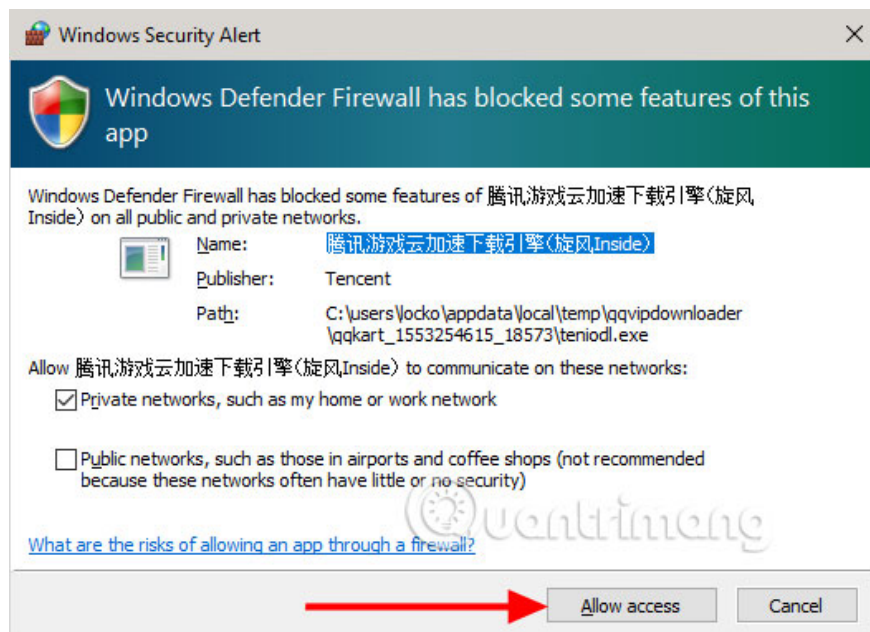 Windows Security Alert
Windows Defender Firewall has blocked some features of this
app
Windows Defender Firewall has blocked some features of 腾讯游戏云加速下载引擎(旋风
Inside) on all public and private networks.
Name: 腾讯游戏云加速下载引擎(旋风Inside)
Publisher: Tencent
Path: C:\users\locko\appdata\local\temp\qqvipdownloader
\qqkart_1553254615_18573\teniodl.exe
Allow 腾讯游戏云加速下载引擎(旋风Inside) to communicate on these networks:
Private networks, such as my home or work network
Public networks, such as those in airports and coffee shops (not recommended
because these networks often have little or no security)
Quantrimang
What are the risks of allowing an app through a firewall?
Allow access Cancel